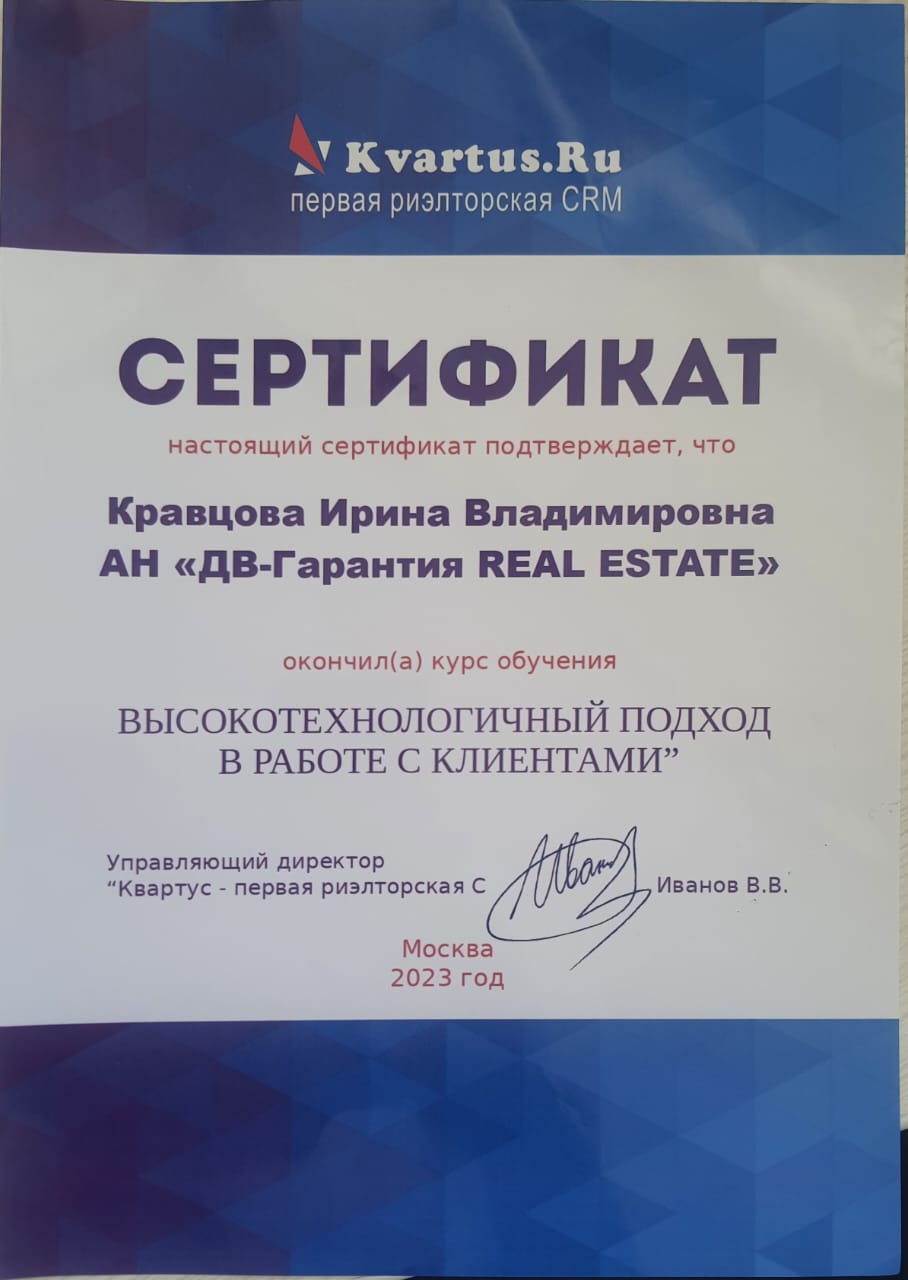 Kvartus.Ru
первая риэлторская CRM
СЕРТИФИКАТ
настоящий сертификат подтверждает, что
Кравцова Ирина Владимировна
АН «ДВ-Гарантия REAL ESTATE»
окончил(а) курс обучения
ВЫСОКОТЕХНОЛОГИЧНЫЙ ПОДХОД
В РАБОТЕ С КЛИЕНТАМИ”
Управляющий директор
“Квартус - первая риэлторская С
Иванов В.В.
Москва
2023 год